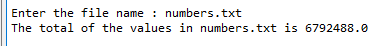 Enter the file name : numbers.txt
The total of the values in numbers.txt is 6792488.0